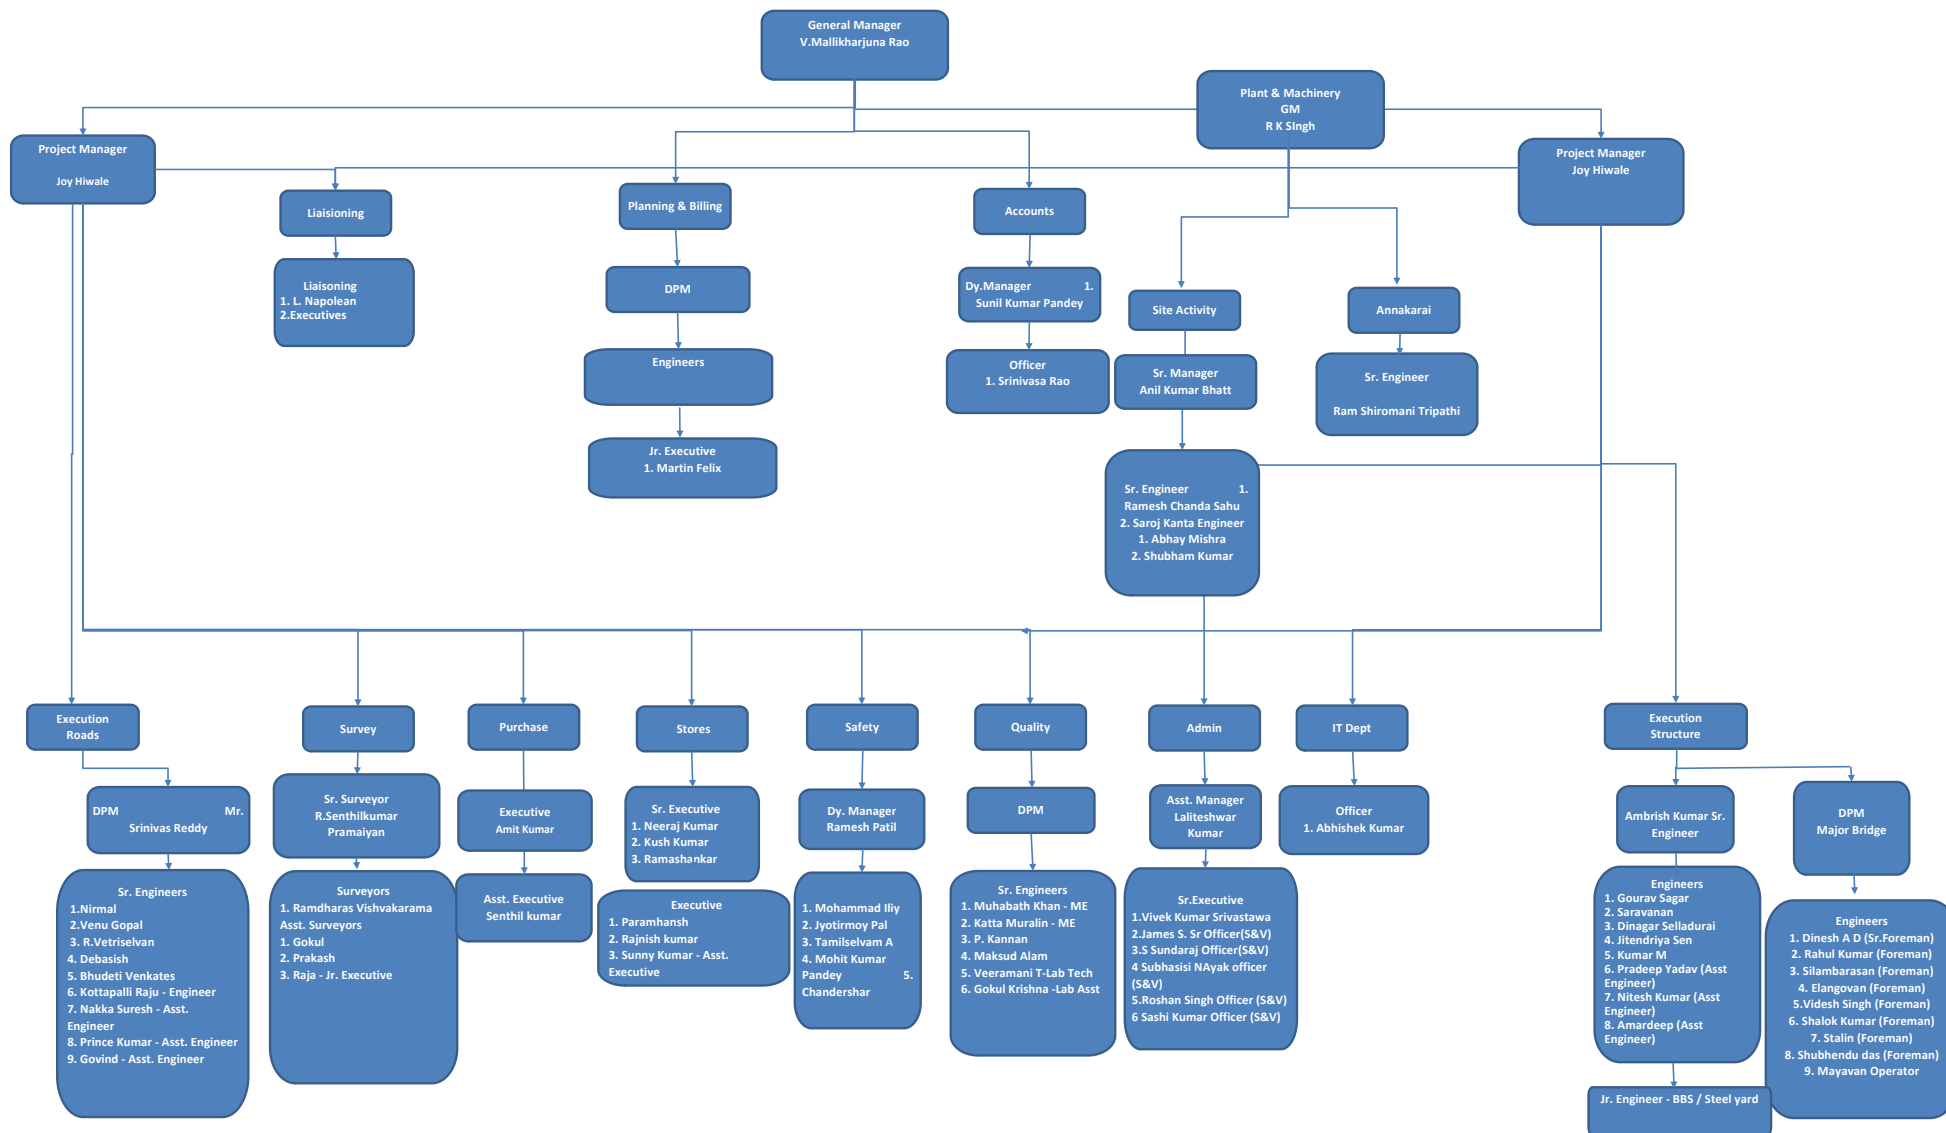 General Manager
V.Mallikharjuna Rao
Plant & Machinery
GM
R K SIngh
Project Manager
Joy Hiwale
Project Manager
Joy Hiwale
Liaisioning
Planning & Billing
Accounts
Liaisoning
1. L. Napolean
2.Executives
DPM
Dy.Manager 1.
Sunil Kumar Pandey
Site Activity
Annakarai
Engineers
Officer
1. Srinivasa Rao
Sr. Manager
Anil Kumar Bhatt
Sr. Engineer
Ram Shiromani Tripathi
Jr. Executive
1. Martin Felix
Sr. Engineer 1.
Ramesh Chanda Sahu
2. Saroj Kanta Engineer
1. Abhay Mishra
2. Shubham Kumar
Execution
Roads
Survey
Purchase
Stores
Safety
Quality
Admin
IT Dept
Execution
Structure
DPM Mr.
Srinivas Reddy
Sr. Surveyor
R.Senthilkumar
Pramaiyan
Executive
Amit Kumar
Sr. Executive
1. Neeraj Kumar
2. Kush Kumar
3. Ramashankar
Dy. Manager
Ramesh Patil
DPM
Asst. Manager
Laliteshwar
Kumar
Officer
1. Abhishek Kumar
Ambrish Kumar Sr.
Engineer
DPM
Major Bridge
Sr. Engineers
1.Nirmal
2.Venu Gopal
3. R.Vetriselvan
4. Debasish
5. Bhudeti Venkates
6. Kottapalli Raju - Engineer
7. Nakka Suresh - Asst.
Engineer
8. Prince Kumar - Asst. Engineer
9. Govind - Asst. Engineer
Surveyors
1. Ramdharas Vishvakarama
Asst. Surveyors
1. Gokul
2. Prakash
3. Raja - Jr. Executive
Asst. Executive
Senthil kumar
Executive
1. Paramhansh
2. Rajnish kumar
3. Sunny Kumar - Asst.
Executive
1. Mohammad Iliy
2. Jyotirmoy Pal
3. Tamilselvam A
4. Mohit Kumar
Pandey 5.
Chandershar
Sr. Engineers
1. Muhabath Khan - ME
2. Katta Muralin - ME
3. P. Kannan
4. Maksud Alam
5. Veeramani T-Lab Tech
6. Gokul Krishna -Lab Asst
Sr.Executive
1.Vivek Kumar Srivastawa
2.James S. Sr Officer(S&V)
3.S Sundaraj Officer(S&V)
4 Subhasisi NAyak officer
(S&V)
5.Roshan Singh Officer (S&V)
6 Sashi Kumar Officer (S&V)
Engineers
1. Gourav Sagar
2. Saravanan
3. Dinagar Selladurai
4. Jitendriya Sen
5. Kumar M
6. Pradeep Yadav (Asst
Engineer)
7. Nitesh Kumar (Asst
Engineer)
8. Amardeep (Asst
Engineer)
Engineers
1. Dinesh A D (Sr.Foreman)
2. Rahul Kumar (Foreman)
3. Silambarasan (Foreman)
4. Elangovan (Foreman)
5.Videsh Singh (Foreman)
6. Shalok Kumar (Foreman)
7. Stalin (Foreman)
8. Shubhendu das (Foreman)
9. Mayavan Operator
Jr. Engineer - BBS / Steel yard